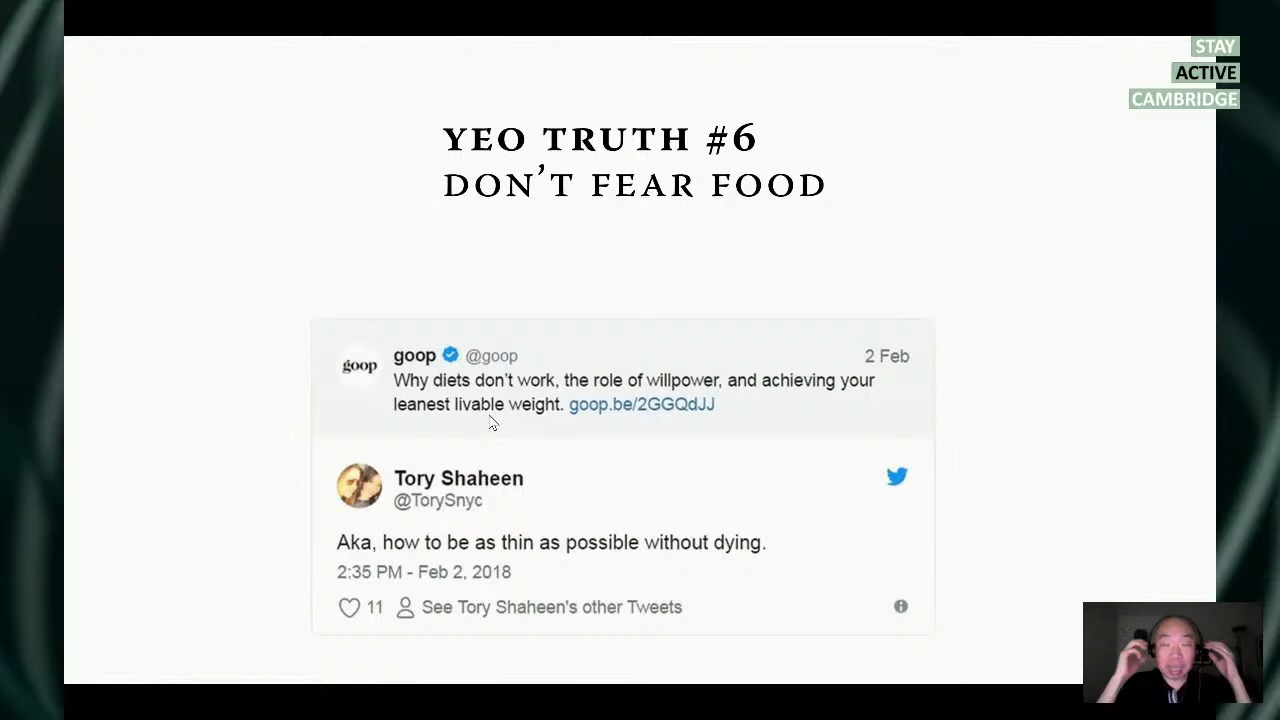 STAY
ACTIVE
CAMBRIDGE
YEO TRUTH #6
DON'T FEAR FOOD
goop
goop @goop 2 Feb
Why diets don't work, the role of willpower, and achieving your
leanest livable weight. goop.be/2GGQdJJ
Tory Shaheen
@TorySnyc
Aka, how to be as thin as possible without dying.
2:35 PM - Feb 2, 2018
11 See Tory Shaheen's other Tweets